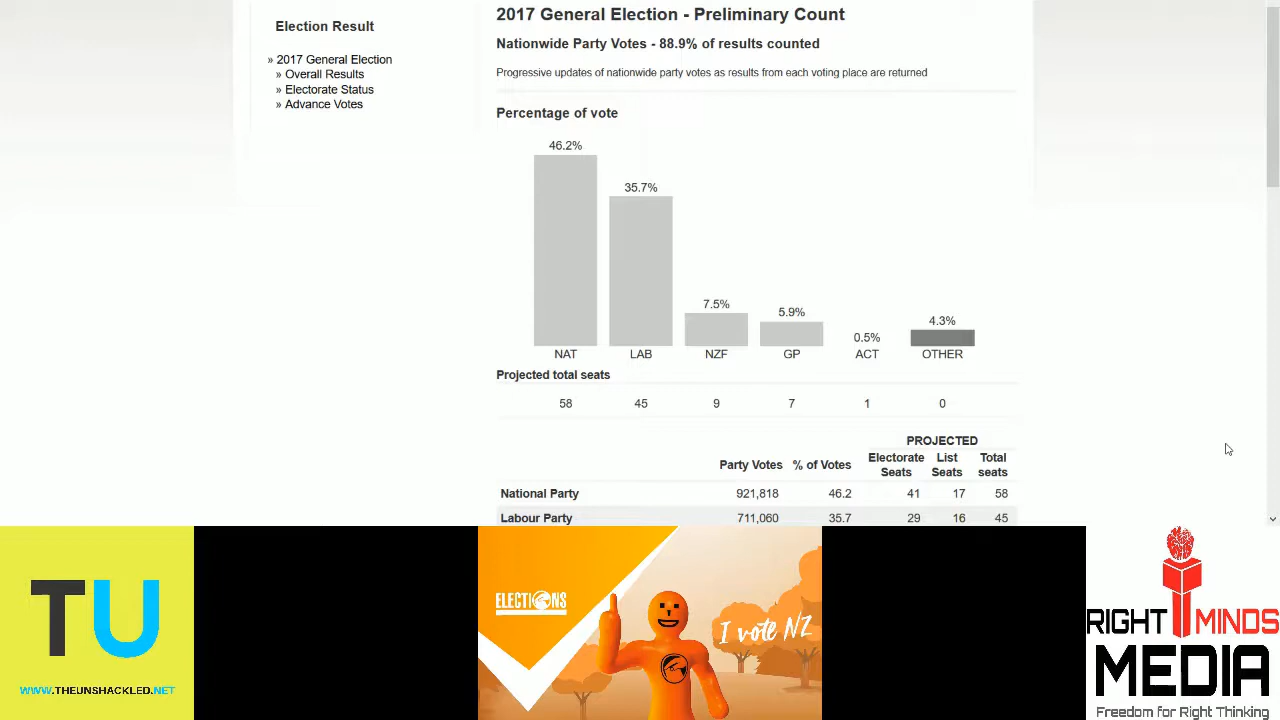 2017 General Election - Preliminary Count
Election Result
Nationwide Party Votes - 88.9% of results counted
» 2017 General Election
» Overall Results
» Electorate Status
» Advance Votes
Progressive updates of nationwide party votes as results from each voting place are returned
Percentage of vote
46.2%
35.7%
7.5%
5.9%
0.5%
4.3%
NAT LAB NZF GP ACT OTHER
Projected total seats
58 45 9 7 1 0
PROJECTED
Party Votes % of Votes Electorate Seats List Seats Total seats
National Party 921,818 46.2 41 17 58
Labour Party 711,060 35.7 29 16 45
TU
WWW.THEUNSHACKLED.NET
ELECTIONS
I vote NZ
RIGHT MINDS
MEDIA
Freedom for Right Thinking